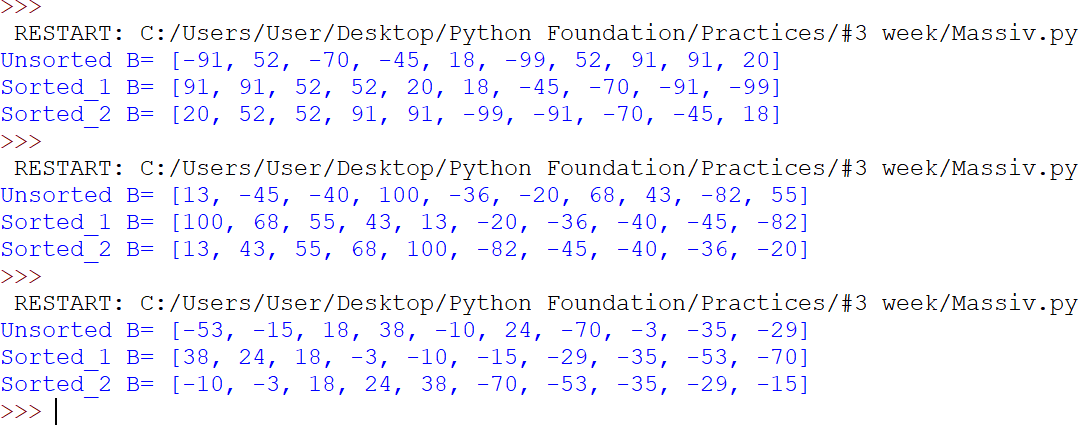 >>>
 RESTART: C:/Users/User/Desktop/Python Foundation/Practices/#3 week/Massiv.py
Unsorted B= [-91, 52, -70, -45, 18, -99, 52, 91, 91, 20]
Sorted_1 B= [91, 91, 52, 52, 20, 18, -45, -70, -91, -99]
Sorted_2 B= [20, 52, 52, 91, 91, -99, -91, -70, -45, 18]
>>>
 RESTART: C:/Users/User/Desktop/Python Foundation/Practices/#3 week/Massiv.py
Unsorted B= [13, -45, -40, 100, -36, -20, 68, 43, -82, 55]
Sorted_1 B= [100, 68, 55, 43, 13, -20, -36, -40, -45, -82]
Sorted_2 B= [13, 43, 55, 68, 100, -82, -45, -40, -36, -20]
>>>
 RESTART: C:/Users/User/Desktop/Python Foundation/Practices/#3 week/Massiv.py
Unsorted B= [-53, -15, 18, 38, -10, 24, -70, -3, -35, -29]
Sorted_1 B= [38, 24, 18, -3, -10, -15, -29, -35, -53, -70]
Sorted_2 B= [-10, -3, 18, 24, 38, -70, -53, -35, -29, -15]
>>>